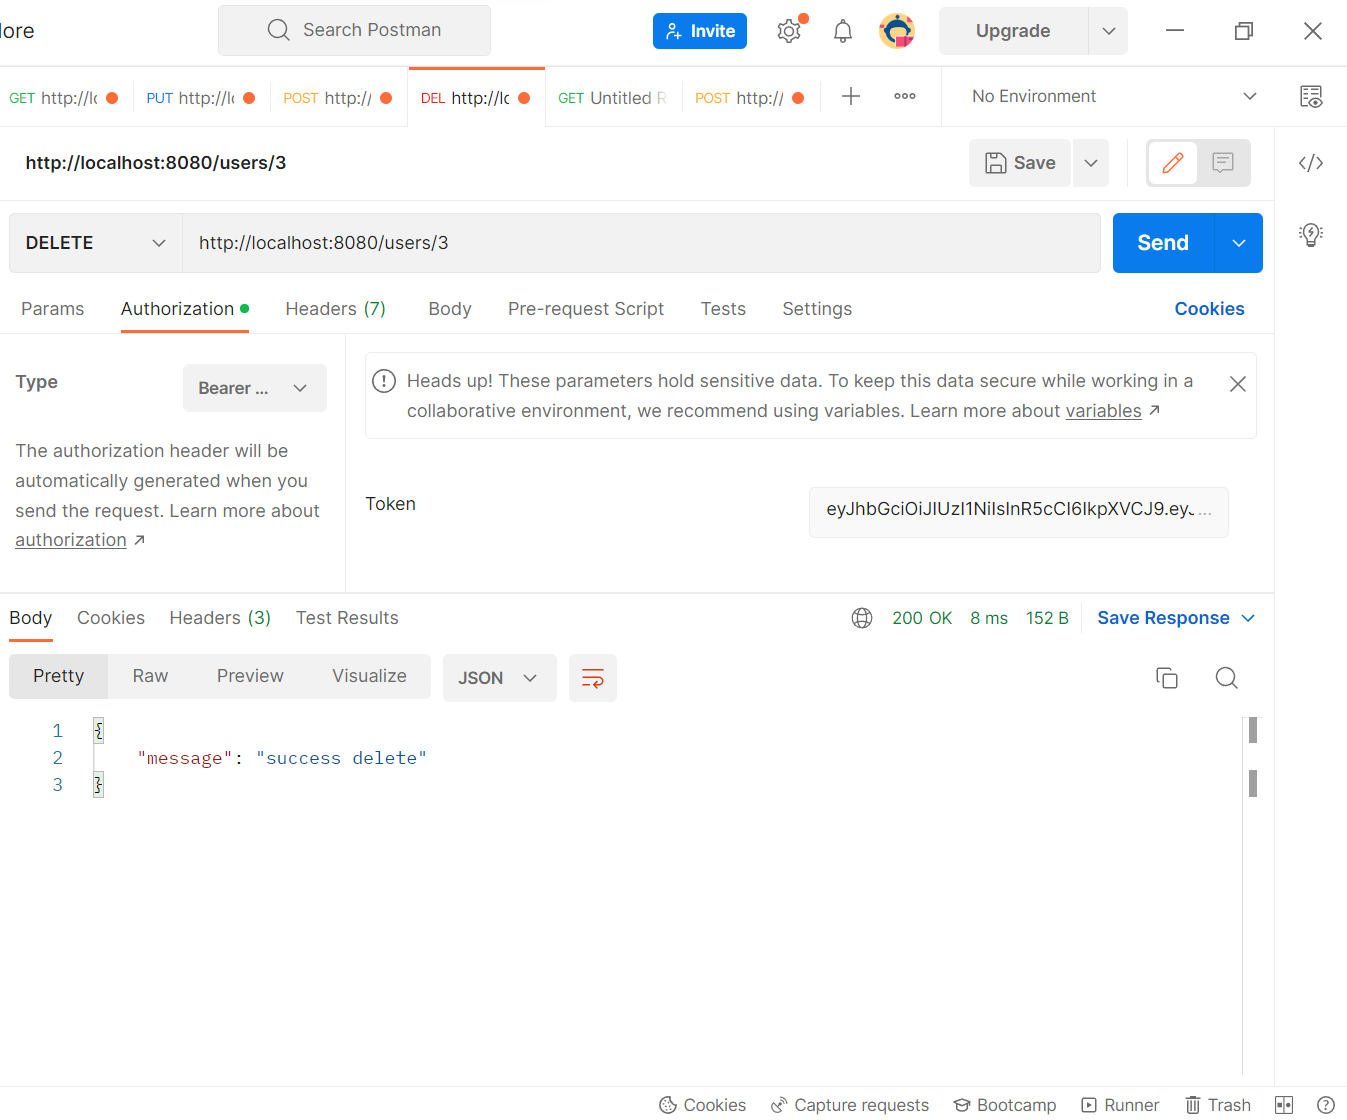 lore
Search Postman
Invite
Upgrade
GET http://lo
PUT http://lo
POST http://
DEL http://lo
GET Untitled R
POST http://
No Environment
http://localhost:8080/users/3
Save
DELETE
http://localhost:8080/users/3
Send
Params
Authorization
Headers (7)
Body
Pre-request Script
Tests
Settings
Cookies
Type
Bearer ...
The authorization header will be
automatically generated when you
send the request. Learn more about
authorization
Heads up! These parameters hold sensitive data. To keep this data secure while working in a
collaborative environment, we recommend using variables. Learn more about variables
Token
eyJhbGciOiJIUzI1NiIsInR5cCI6IkpXVCJ9.eyJ...
Body
Cookies
Headers (3)
Test Results
200 OK
8 ms
152 B
Save Response
Pretty
Raw
Preview
Visualize
JSON
1 {
2 "message": "success delete"
3 }
Cookies
Capture requests
Bootcamp
Runner
Trash